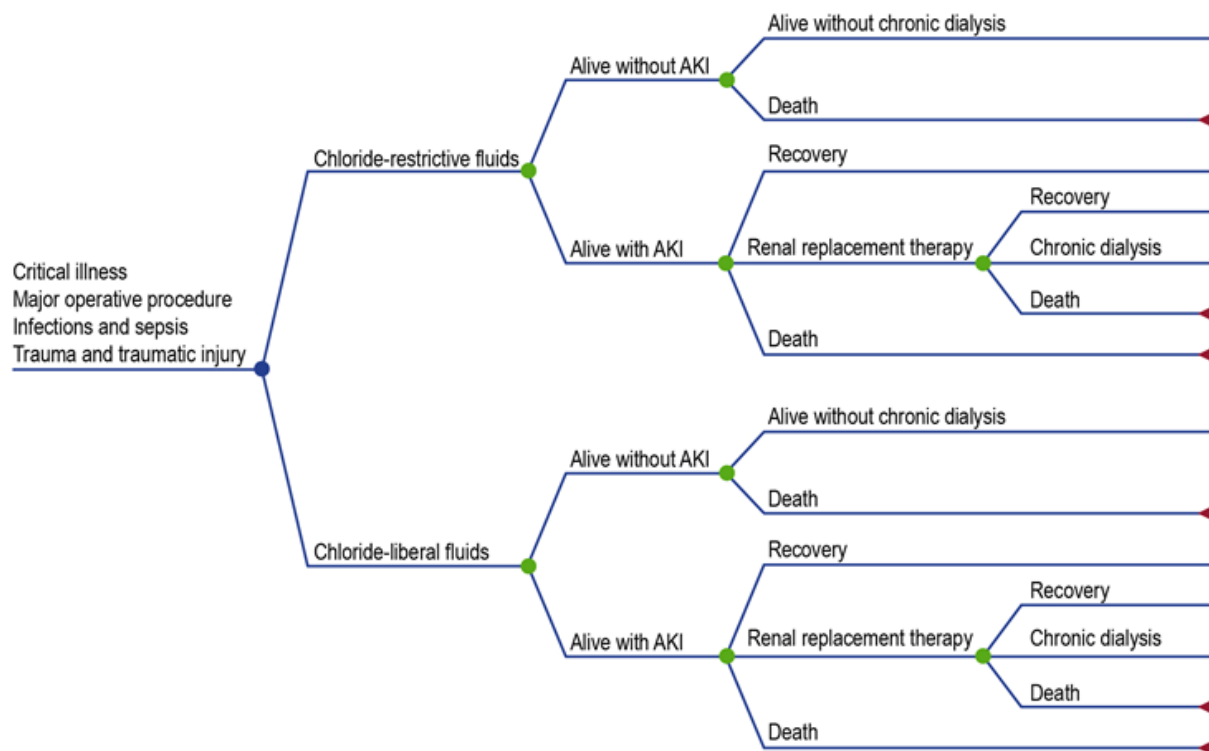 Alive without chronic dialysis
Alive without AKI
Death
Chloride-restrictive fluids
Recovery
Recovery
Alive with AKI
Renal replacement therapy
Chronic dialysis
Death
Death
Critical illness
Major operative procedure
Infections and sepsis
Trauma and traumatic injury
Alive without chronic dialysis
Alive without AKI
Death
Chloride-liberal fluids
Recovery
Recovery
Alive with AKI
Renal replacement therapy
Chronic dialysis
Death
Death